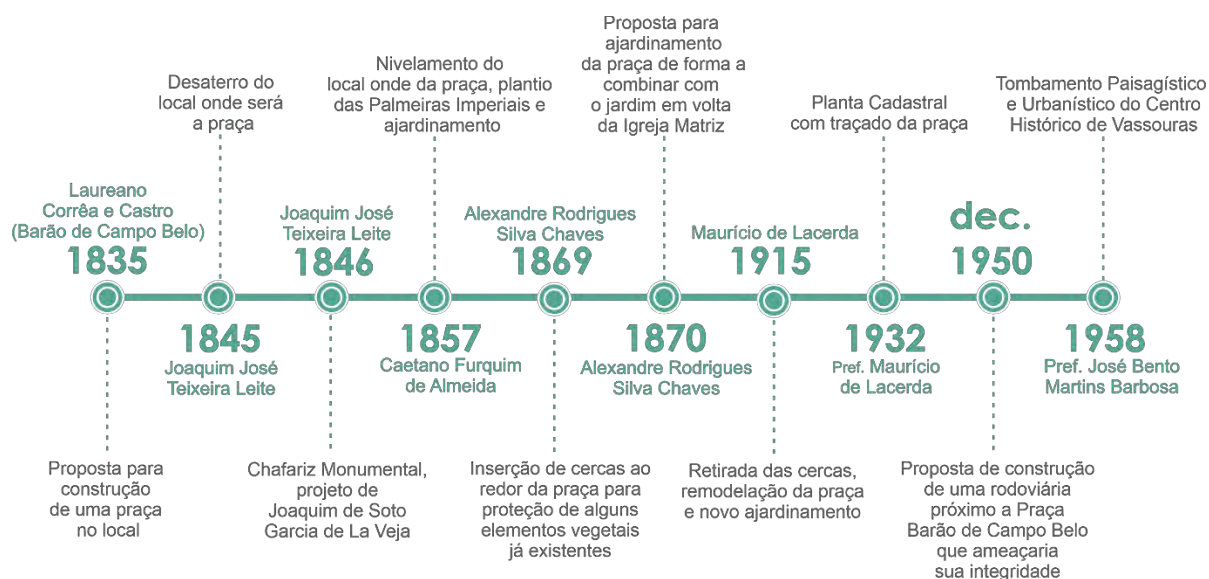 Laureano
Corrêa e Castro
(Barão de Campo Belo)
1835
Proposta para
construção
de uma praça
no local
Desaterro do
local onde será
a praça
1845
Joaquim José
Teixeira Leite
Joaquim José
Teixeira Leite
1846
Chafariz Monumental,
projeto de
Joaquim de Soto
Garcia de La Veja
Nivelamento do
local onde da praça, plantio
das Palmeiras Imperiais e
ajardinamento
1857
Caetano Furquim
de Almeida
Alexandre Rodrigues
Silva Chaves
1869
Inserção de cercas ao
redor da praça para
proteção de alguns
elementos vegetais
já existentes
Proposta para
ajardinamento
da praça de forma a
combinar com
o jardim em volta
da Igreja Matriz
1870
Alexandre Rodrigues
Silva Chaves
Maurício de Lacerda
1915
Retirada das cercas,
remodelação da praça
e novo ajardinamento
Planta Cadastral
com traçado da praça
1932
Pref. Maurício
de Lacerda
dec.
1950
Proposta de construção
de uma rodoviária
próximo a Praça
Barão de Campo Belo
que ameaçaria
sua integridade
Tombamento Paisagístico
e Urbanístico do Centro
Histórico de Vassouras
1958
Pref. José Bento
Martins Barbosa